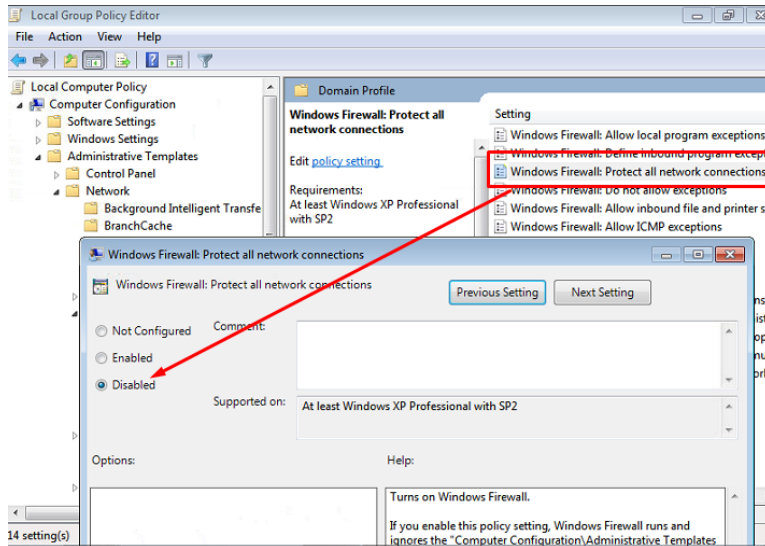 Local Group Policy Editor
File Action View Help
Local Computer Policy
Computer Configuration
Software Settings
Windows Settings
Administrative Templates
Control Panel
Network
Background Intelligent Transfe
BranchCache
Domain Profile
Windows Firewall: Protect all
network connections
Edit policy setting
Requirements:
At least Windows XP Professional
with SP2
Setting
Windows Firewall: Allow local program exceptions
Windows Firewall: Define inbound program excep
Windows Firewall: Protect all network connections
Windows Firewall: Do not allow exceptions
Windows Firewall: Allow inbound file and printer s
Windows Firewall: Allow ICMP exceptions
Windows Firewall: Protect all network connections
Windows Firewall: Protect all network connections
Previous Setting
Next Setting
Not Configured
Enabled
Disabled
Comment:
Supported on:
At least Windows XP Professional with SP2
Options:
Help:
Turns on Windows Firewall.
If you enable this policy setting, Windows Firewall runs and
ignores the "Computer Configuration\Administrative Templates
14 setting(s)